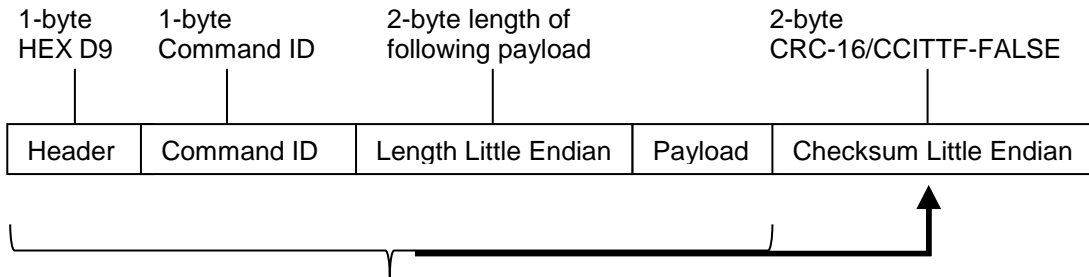 1-byte
HEX D9
1-byte
Command ID
2-byte length of
following payload
2-byte
CRC-16/CCITTF-FALSE
Header
Command ID
Length Little Endian
Payload
Checksum Little Endian